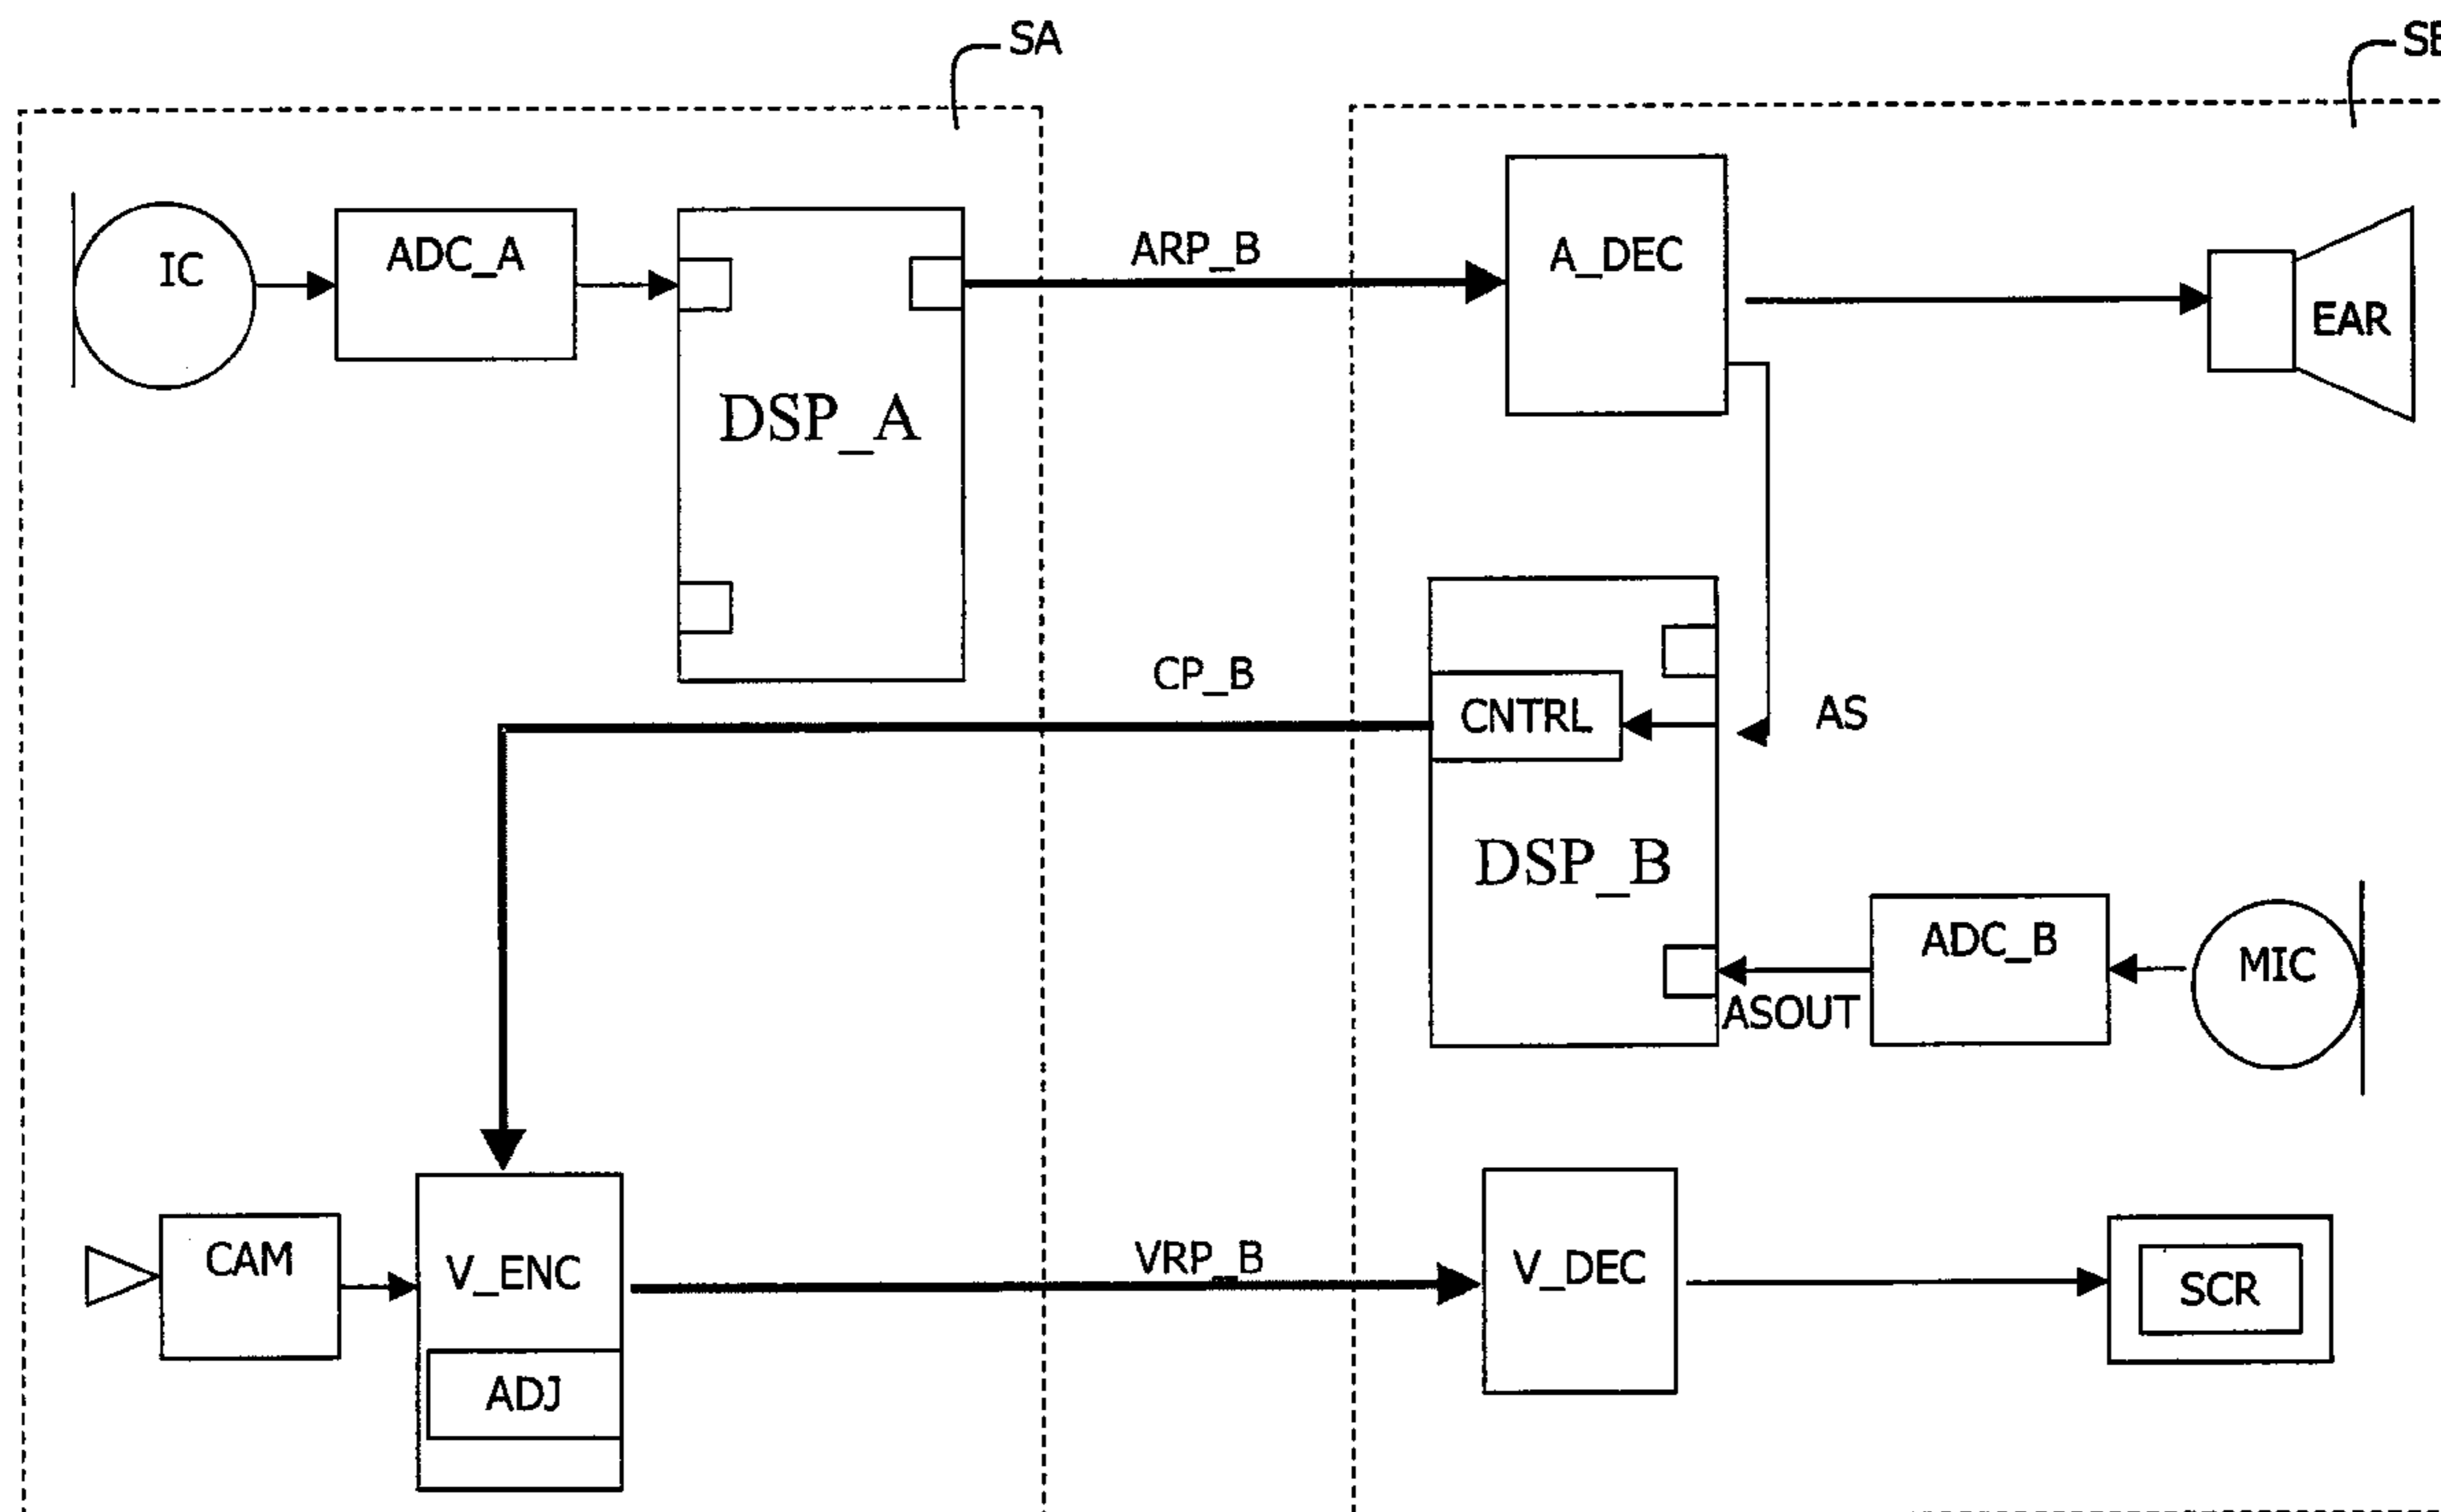 SA
IC
ADC_A
DSP_A
ARP_B
A_DEC
EAR
CP_B
CNTRL
AS
DSP_B
ADC_B
MIC
ASOUT
CAM
V_ENC
ADJ
VRP_B
V_DEC
SCR